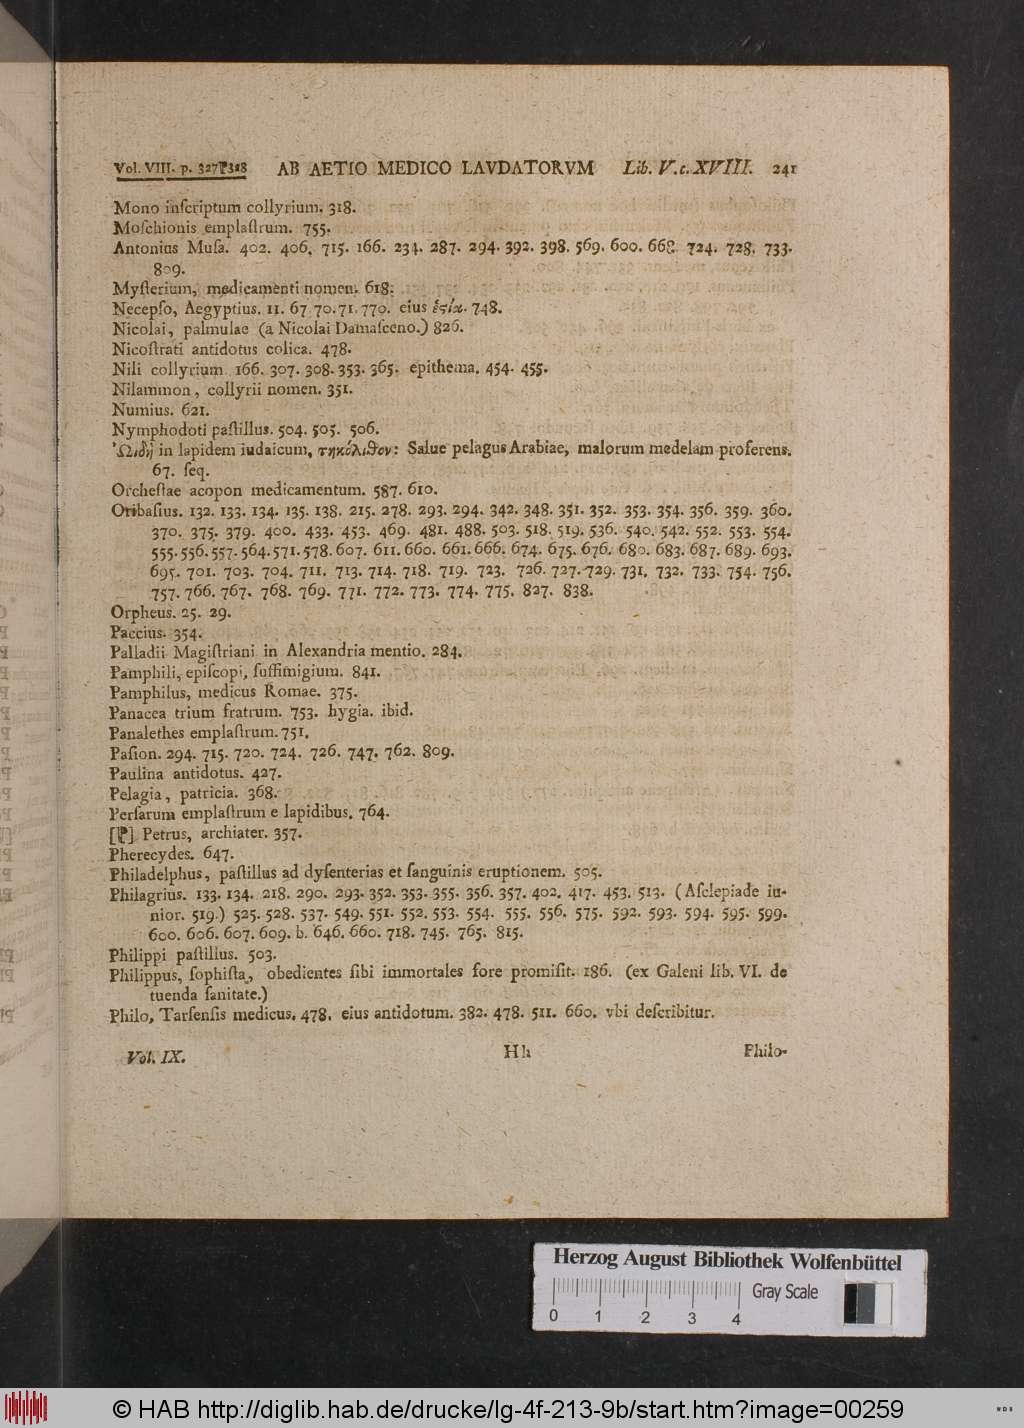 Vol. VIII. p. 327⁋328 AB AETIO MEDICO LAVDATORVM Lib. V. c. XVIII. 241
Mono inſcriptum collyrium. 318.
Moſchionis emplaſtrum. 755.
Antonius Muſa. 402. 406. 715. 166. 234. 287. 294. 392. 398. 569. 600. 668. 724. 728. 733.
809.
Myſterium, medicamenti nomen. 618.
Necepſo, Aegyptius. 11. 67. 70. 71. 770. eius 748.
Nicolai, palmulae (a Nicolai Damaſceno.) 826.
Nicoſtrati antidotus colica. 478.
Nili collyrium 166. 307. 308. 353. 365. epithema. 454. 455.
Nilammon, collyrii nomen. 351.
Numius. 621.
Nymphodoti paſtillus. 504. 505. 506.
Ὠιδὴ in lapidem iudaicum, τηκόλιθον: Salue pelagus Arabiae, malorum medelam proferens.
67. ſeq.
Orcheſtae acopon medicamentum. 587. 610.
Oribaſius. 132. 133. 134. 135. 138. 215. 278. 293. 294. 342. 348. 351. 352. 353. 354. 356. 359. 360.
370. 375. 379. 400. 433. 453. 469. 481. 488. 503. 518. 519. 536. 540. 542. 552. 553. 554.
555. 556. 557. 564. 571. 578. 607. 611. 660. 661. 666. 674. 675. 676. 680. 683. 687. 689. 693.
695. 701. 703. 704. 711. 713. 714. 718. 719. 723. 726. 727. 729. 731. 732. 733. 754. 756.
757. 766. 767. 768. 769. 771. 772. 773. 774. 775. 827. 838.
Orpheus. 25. 29.
Paccius. 354.
Palladii Magiſtriani in Alexandria mentio. 284.
Pamphili, epiſcopi, ſuffimigium. 841.
Pamphilus, medicus Romae. 375.
Panacea trium fratrum. 753. hygia. ibid.
Panalethes emplaſtrum. 751.
Paſion. 294. 715. 720. 724. 726. 747. 762. 809.
Paulina antidotus. 427.
Pelagia, patricia. 368.
Perſarum emplaſtrum e lapidibus. 764.
[⁋] Petrus, archiater. 357.
Pherecydes. 647.
Philadelphus, paſtillus ad dyſenterias et ſanguinis eruptionem. 505.
Philagrius. 133. 134. 218. 290. 293. 352. 353. 355. 356. 357. 402. 417. 453. 513. (Aſclepiade iu-
nior. 519.) 525. 528. 537. 549. 551. 552. 553. 554. 555. 556. 575. 592. 593. 594. 595. 599.
600. 606. 607. 609. b. 646. 660. 718. 745. 765. 815.
Philippi paſtillus. 503.
Philippus, ſophiſta, obedientes ſibi immortales fore promiſit. 186. (ex Galeni lib. VI. de
tuenda ſanitate.)
Philo, Tarſenſis medicus. 478. eius antidotum. 382. 478. 511. 660. vbi deſcribitur.
Vol. IX. Hh Philo-
Herzog August Bibliothek Wolfenbüttel
0 1 2 3 4 Gray Scale
© HAB http://diglib.hab.de/drucke/lg-4f-213-9b/start.htm?image=00259